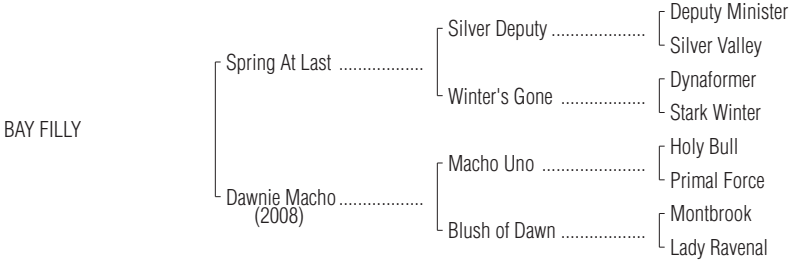 Deputy Minister
Silver Deputy .....................
Silver Valley
Spring At Last ...................
Dynaformer
Winter's Gone ...................
Stark Winter
BAY FILLY
Holy Bull
Macho Uno .......................
Primal Force
Dawnie Macho ...................
(2008)
Montbrook
Blush of Dawn ...................
Lady Ravenal